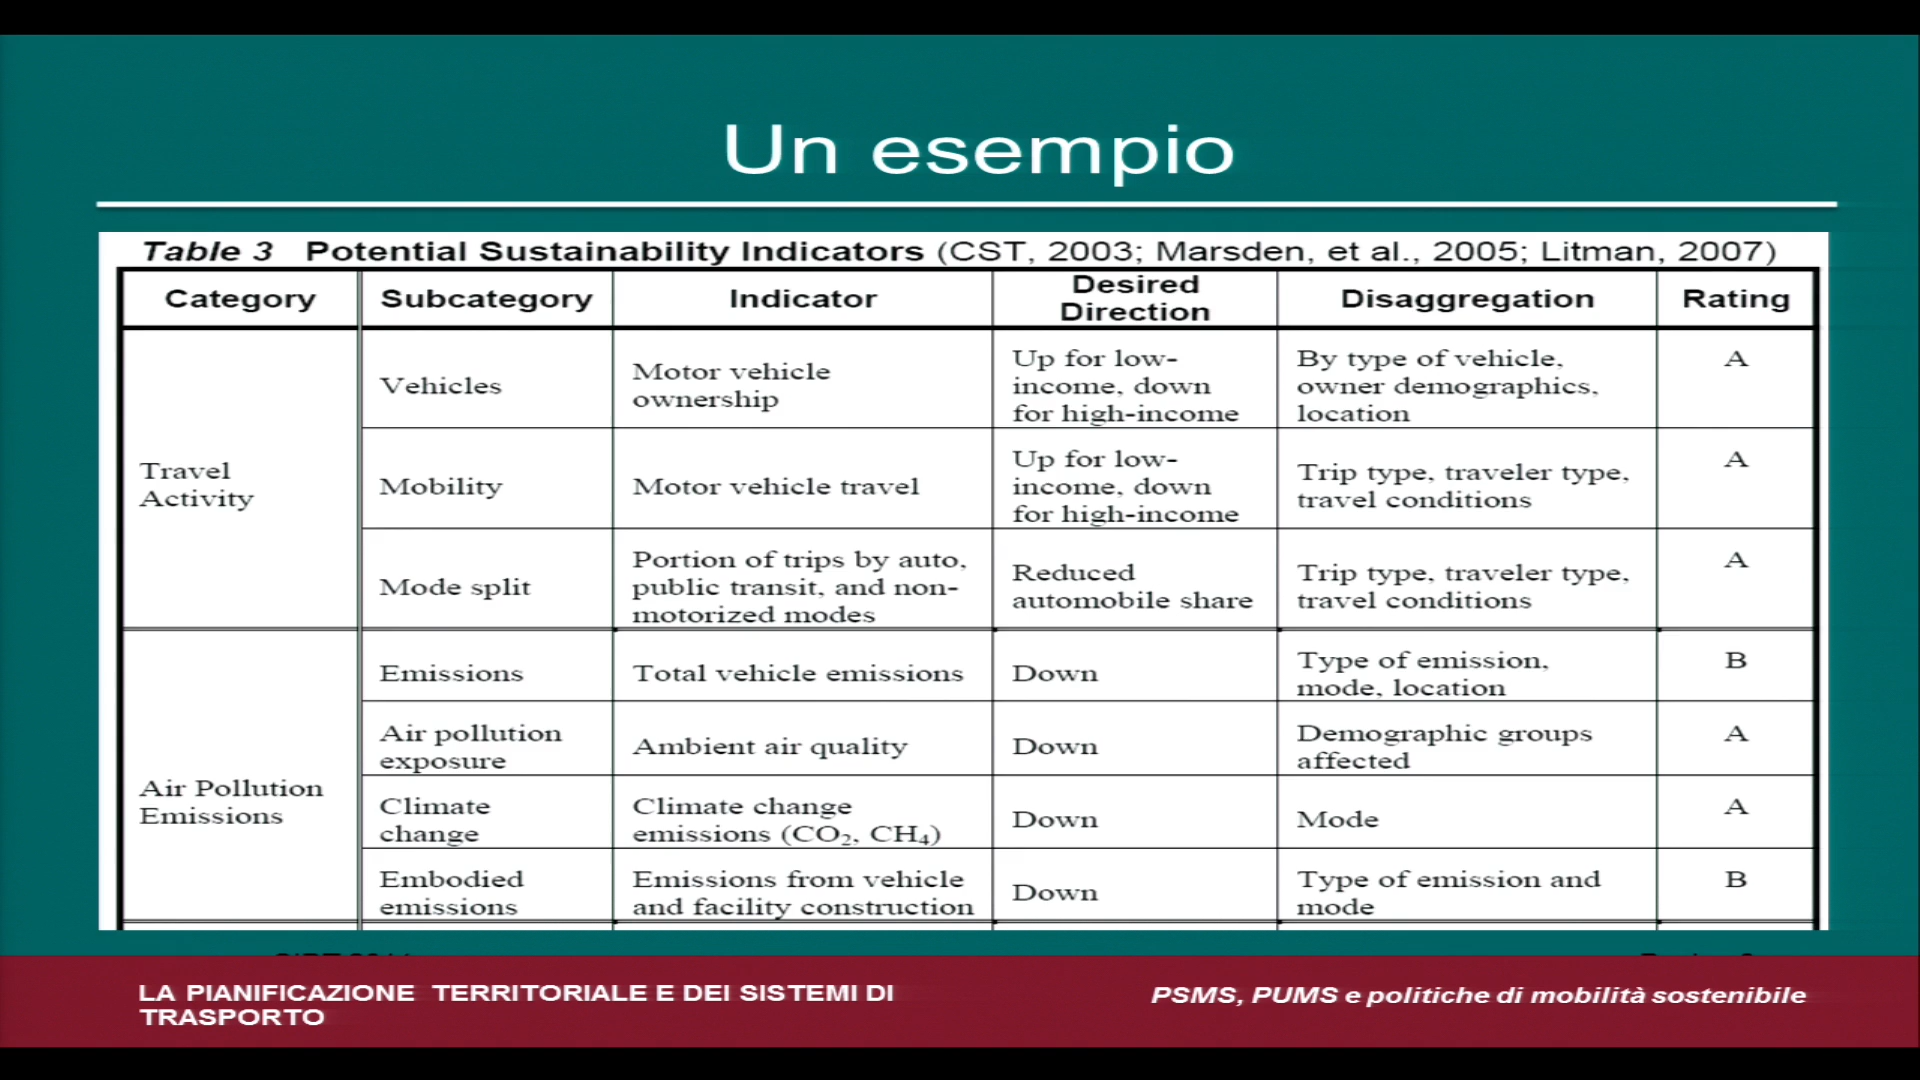 Un esempio
Table 3 Potential Sustainability Indicators (CST, 2003; Marsden, et al., 2005; Litman, 2007)
Category Subcategory Indicator Desired Direction Disaggregation Rating
Travel Activity
Vehicles
Motor vehicle ownership
Up for low-income, down for high-income
By type of vehicle, owner demographics, location
A
Mobility
Motor vehicle travel
Up for low-income, down for high-income
Trip type, traveler type, travel conditions
A
Mode split
Portion of trips by auto, public transit, and non-motorized modes
Reduced automobile share
Trip type, traveler type, travel conditions
A
Air Pollution Emissions
Emissions
Total vehicle emissions
Down
Type of emission, mode, location
B
Air pollution exposure
Ambient air quality
Down
Demographic groups affected
A
Climate change
Climate change emissions (CO₂, CH₄)
Down
Mode
A
Embodied emissions
Emissions from vehicle and facility construction
Down
Type of emission and mode
B
LA PIANIFICAZIONE TERRITORIALE E DEI SISTEMI DI
TRASPORTO
PSMS, PUMS e politiche di mobilità sostenibile